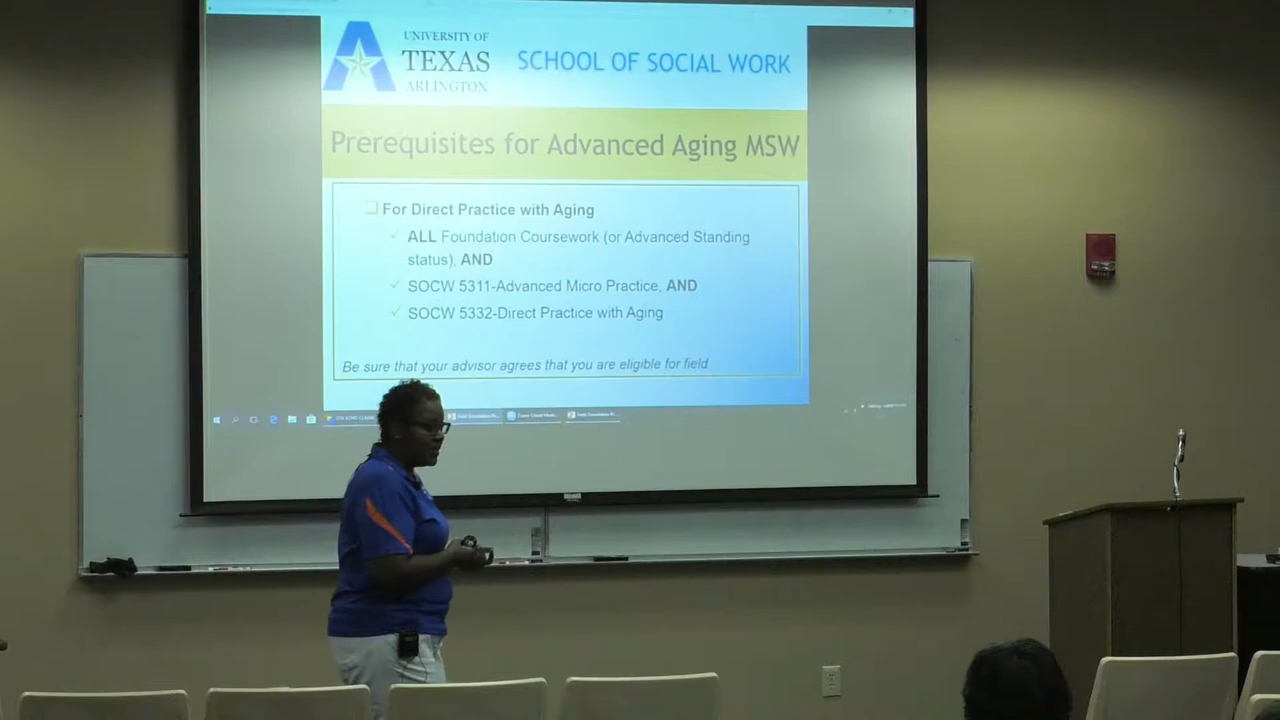 UNIVERSITY OF
TEXAS
ARLINGTON
SCHOOL OF SOCIAL WORK
Prerequisites for Advanced Aging MSW
For Direct Practice with Aging
ALL Foundation Coursework (or Advanced Standing
status), AND
SOCW 5311-Advanced Micro Practice, AND
SOCW 5332-Direct Practice with Aging
Be sure that your advisor agrees that you are eligible for field